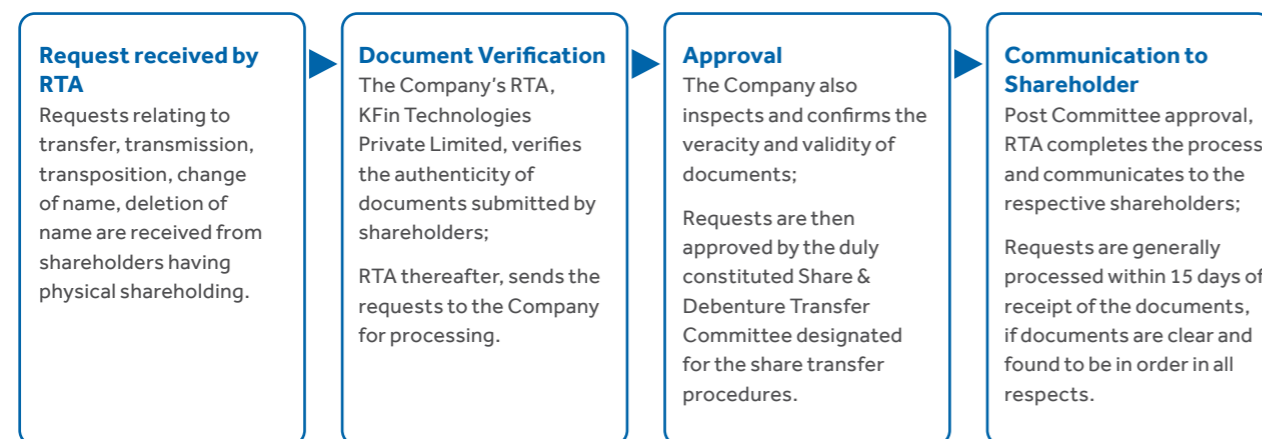 Request received by
RTA
Requests relating to
transfer, transmission,
transposition, change
of name, deletion of
name are received from
shareholders having
physical shareholding.
Document Verification
The Company's RTA,
KFin Technologies
Private Limited, verifies
the authenticity of
documents submitted by
shareholders;
RTA thereafter, sends the
requests to the Company
for processing.
Approval
The Company also
inspects and confirms the
veracity and validity of
documents;
Requests are then
approved by the duly
constituted Share &
Debenture Transfer
Committee designated
for the share transfer
procedures.
Communication to
Shareholder
Post Committee approval,
RTA completes the process
and communicates to the
respective shareholders;
Requests are generally
processed within 15 days of
receipt of the documents,
if documents are clear and
found to be in order in all
respects.